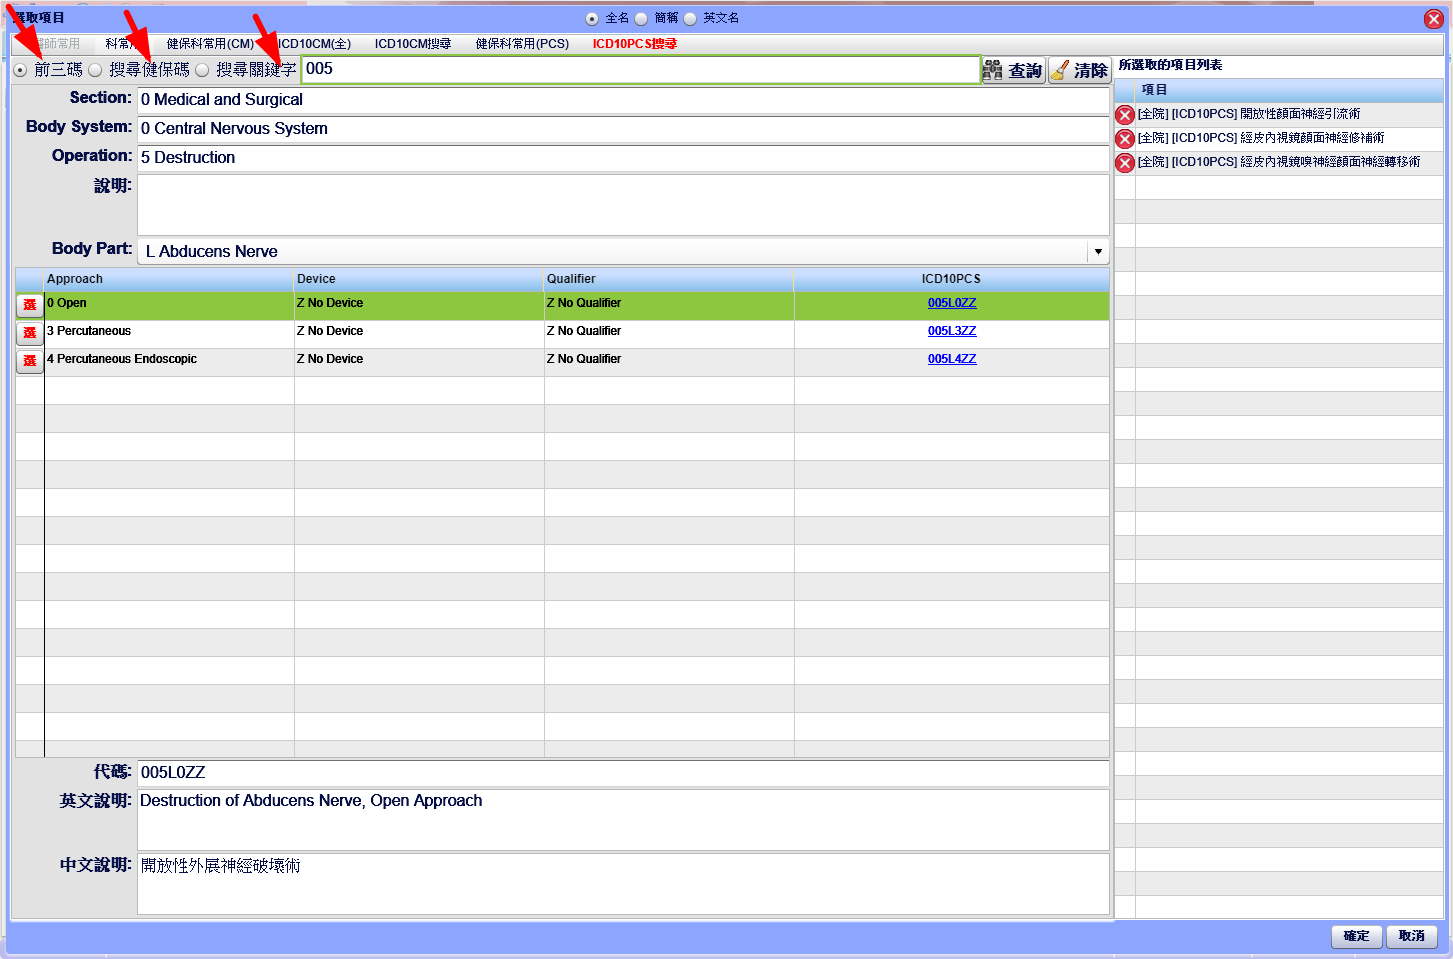 選取項目
全名 簡稱 英文名
醫師常用 科常用 健保科常用(CM) ICD10CM(全) ICD10CM搜尋 健保科常用(PCS) ICD10PCS搜尋
前三碼 搜尋健保碼 搜尋關鍵字 005 查詢 清除
Section: 0 Medical and Surgical
Body System: 0 Central Nervous System
Operation: 5 Destruction
說明:
Body Part: L Abducens Nerve
Approach Device Qualifier ICD10PCS
選 0 Open Z No Device Z No Qualifier 005L0ZZ
選 3 Percutaneous Z No Device Z No Qualifier 005L3ZZ
選 4 Percutaneous Endoscopic Z No Device Z No Qualifier 005L4ZZ
代碼: 005L0ZZ
英文說明: Destruction of Abducens Nerve, Open Approach
中文說明: 開放性外展神經破壞術
所選取的項目列表
項目
[全院] [ICD10PCS] 開放性顏面神經引流術
[全院] [ICD10PCS] 經皮內視鏡顏面神經修補術
[全院] [ICD10PCS] 經皮內視鏡嗅神經顏面神經轉移術
確定 取消